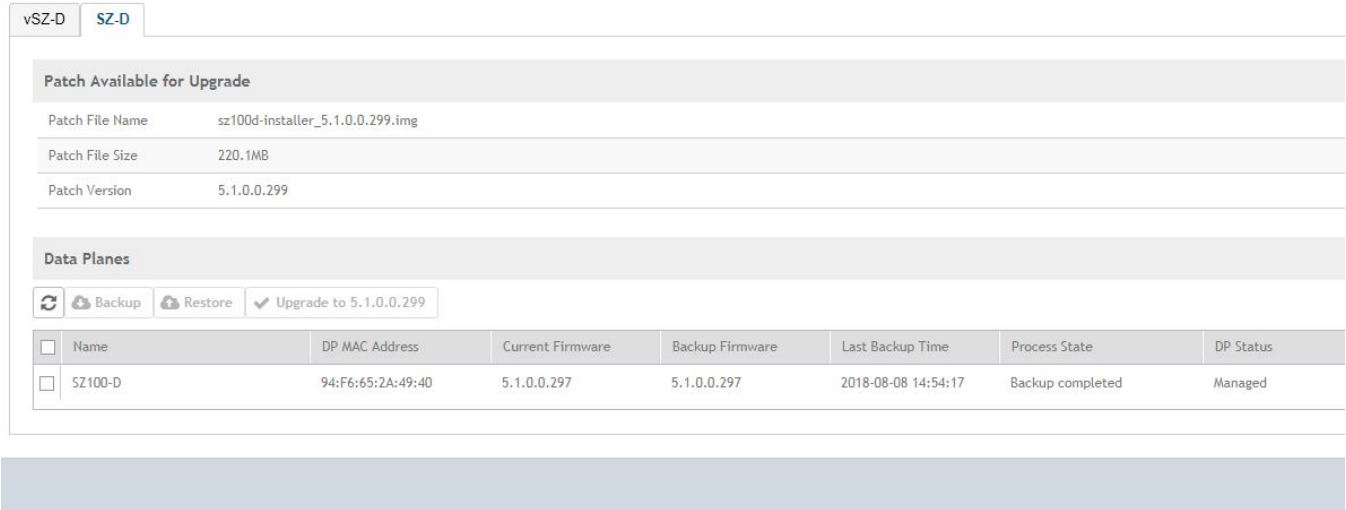 vSZ-D SZ-D
Patch Available for Upgrade
Patch File Name sz100d-installer_5.1.0.0.299.img
Patch File Size 220.1MB
Patch Version 5.1.0.0.299
Data Planes
Backup Restore Upgrade to 5.1.0.0.299
Name DP MAC Address Current Firmware Backup Firmware Last Backup Time Process State DP Status
SZ100-D 94:F6:65:2A:49:40 5.1.0.0.297 5.1.0.0.297 2018-08-08 14:54:17 Backup completed Managed